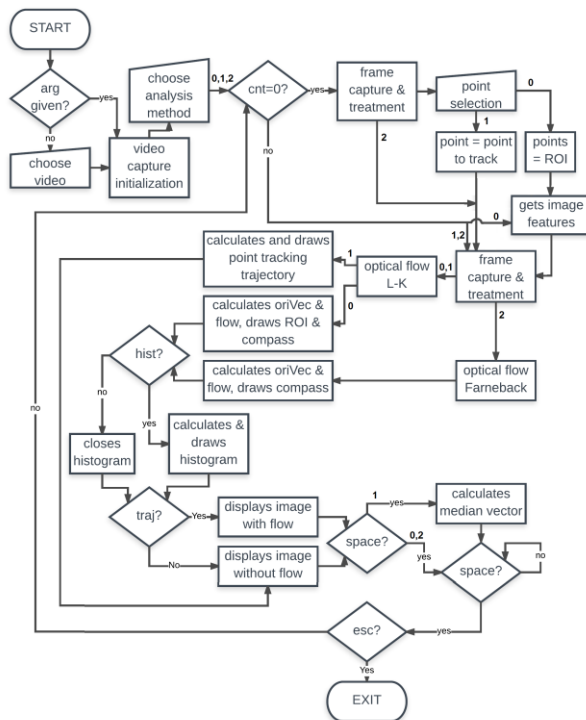 START
arg
given?
yes
no
choose
video
video
capture
initialization
choose
analysis
method
0,1,2
cnt=0?
yes
no
frame
capture &
treatment
2
point
selection
0
1
point = point
to track
points
= ROI
gets image
features
0
1,2
frame
capture &
treatment
0,1
2
optical flow
L-K
1
0
calculates and draws
point tracking
trajectory
calculates oriVec &
flow, draws ROI &
compass
calculates oriVec &
flow, draws compass
optical flow
Farneback
hist?
no
yes
closes
histogram
calculates &
draws
histogram
traj?
Yes
No
displays image
with flow
displays image
without flow
space?
1
yes
0,2
yes
calculates
median vector
space?
no
yes
esc?
no
Yes
EXIT